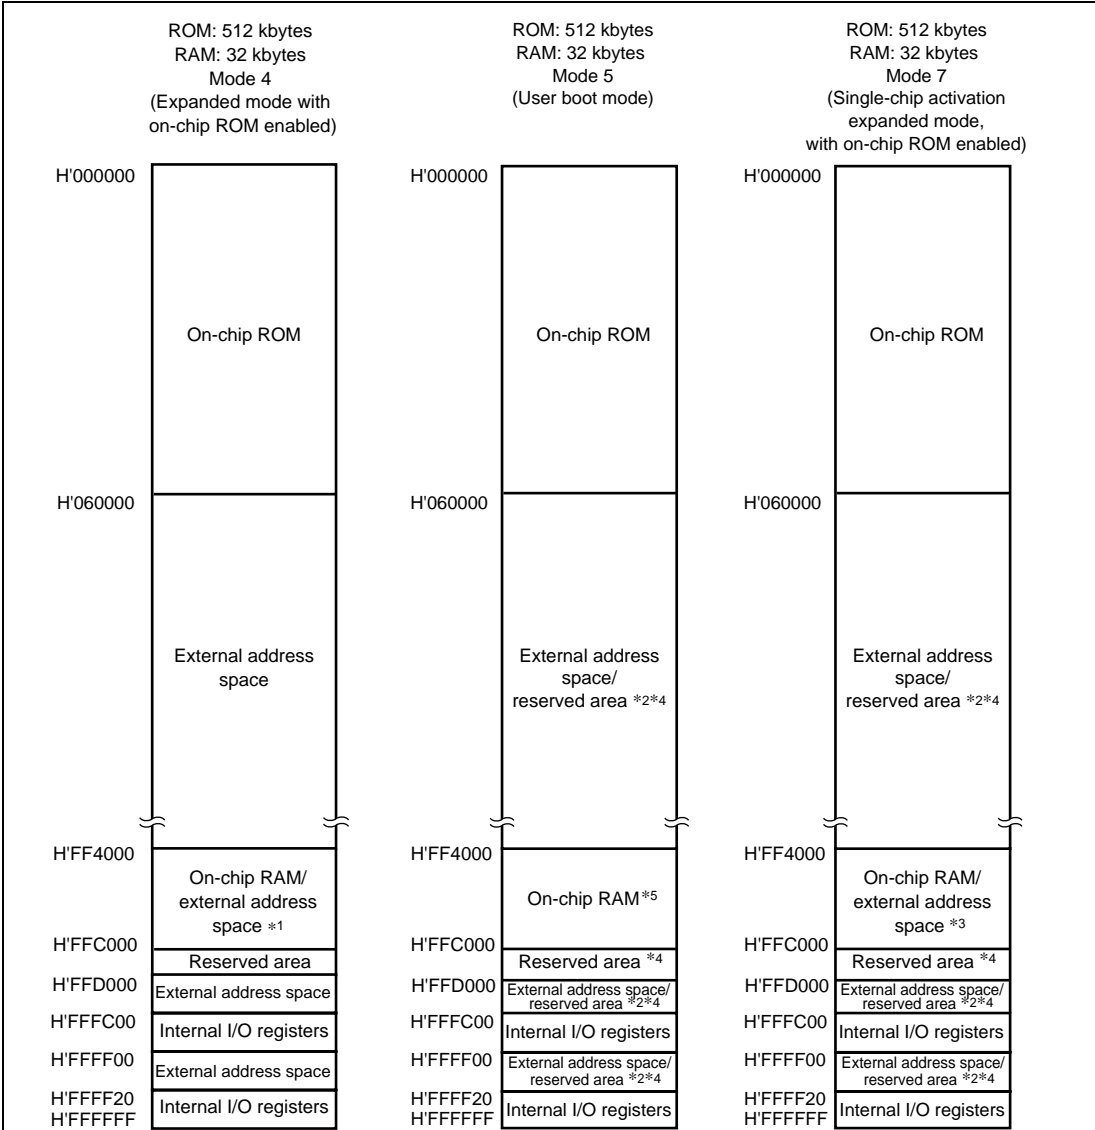 ROM: 512 kbytes
RAM: 32 kbytes
Mode 4
(Expanded mode with
on-chip ROM enabled)
H'000000
On-chip ROM
H'060000
External address
space
H'FF4000
On-chip RAM/
external address
space *1
H'FFC000
Reserved area
H'FFD000
External address space
H'FFFC00
Internal I/O registers
H'FFFF00
External address space
H'FFFF20
Internal I/O registers
H'FFFFFF
ROM: 512 kbytes
RAM: 32 kbytes
Mode 5
(User boot mode)
H'000000
On-chip ROM
H'060000
External address
space/
reserved area *2*4
H'FF4000
On-chip RAM*5
H'FFC000
Reserved area *4
H'FFD000
External address space/
reserved area *2*4
H'FFFC00
Internal I/O registers
H'FFFF00
External address space/
reserved area *2*4
H'FFFF20
Internal I/O registers
H'FFFFFF
ROM: 512 kbytes
RAM: 32 kbytes
Mode 7
(Single-chip activation
expanded mode,
with on-chip ROM enabled)
H'000000
On-chip ROM
H'060000
External address
space/
reserved area *2*4
H'FF4000
On-chip RAM/
external address
space *3
H'FFC000
Reserved area *4
H'FFD000
External address space/
reserved area *2*4
H'FFFC00
Internal I/O registers
H'FFFF00
External address space/
reserved area *2*4
H'FFFF20
Internal I/O registers
H'FFFFFF